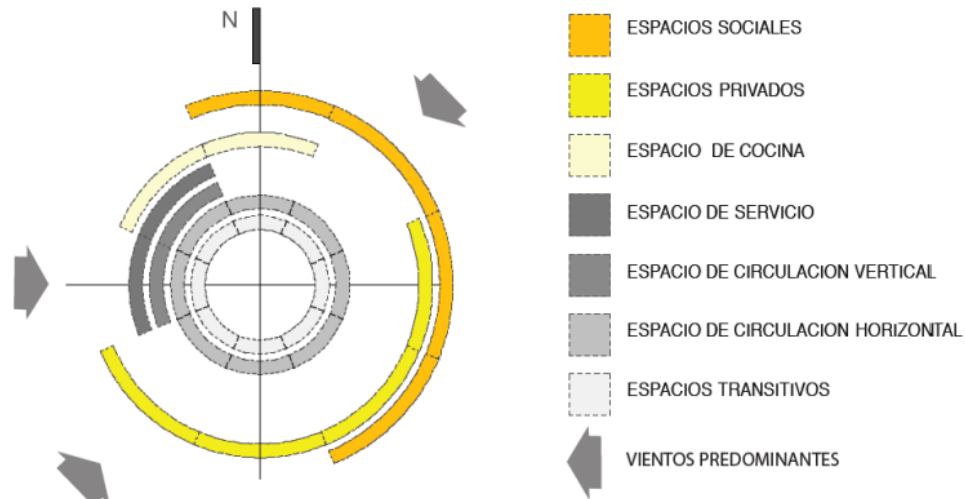 N
ESPACIOS SOCIALES
ESPACIOS PRIVADOS
ESPACIO DE COCINA
ESPACIO DE SERVICIO
ESPACIO DE CIRCULACION VERTICAL
ESPACIO DE CIRCULACION HORIZONTAL
ESPACIOS TRANSITIVOS
VIENTOS PREDOMINANTES